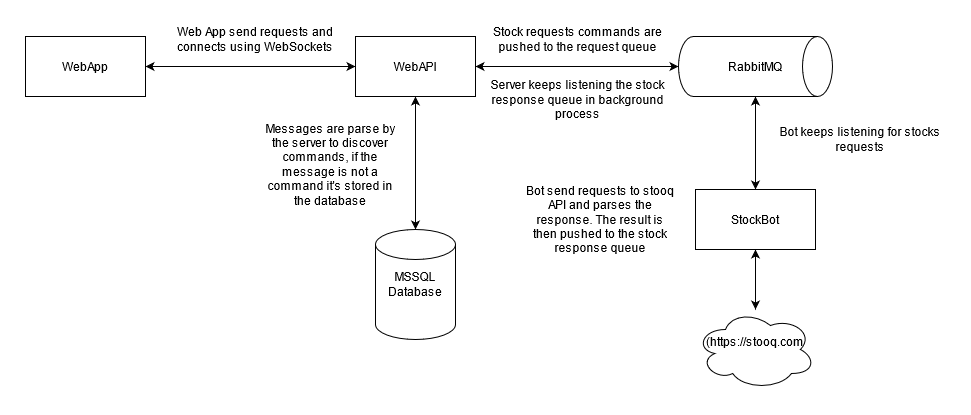 Web App send requests and
connects using WebSockets
Stock requests commands are
pushed to the request queue
WebApp
WebAPI
RabbitMQ
Server keeps listening the stock
response queue in background
process
Messages are parse by
the server to discover
commands, if the
message is not a
command it's stored in
the database
Bot keeps listening for stocks
requests
Bot send requests to stooq
API and parses the
response. The result is
then pushed to the stock
response queue
StockBot
MSSQL
Database
(https://stooq.com